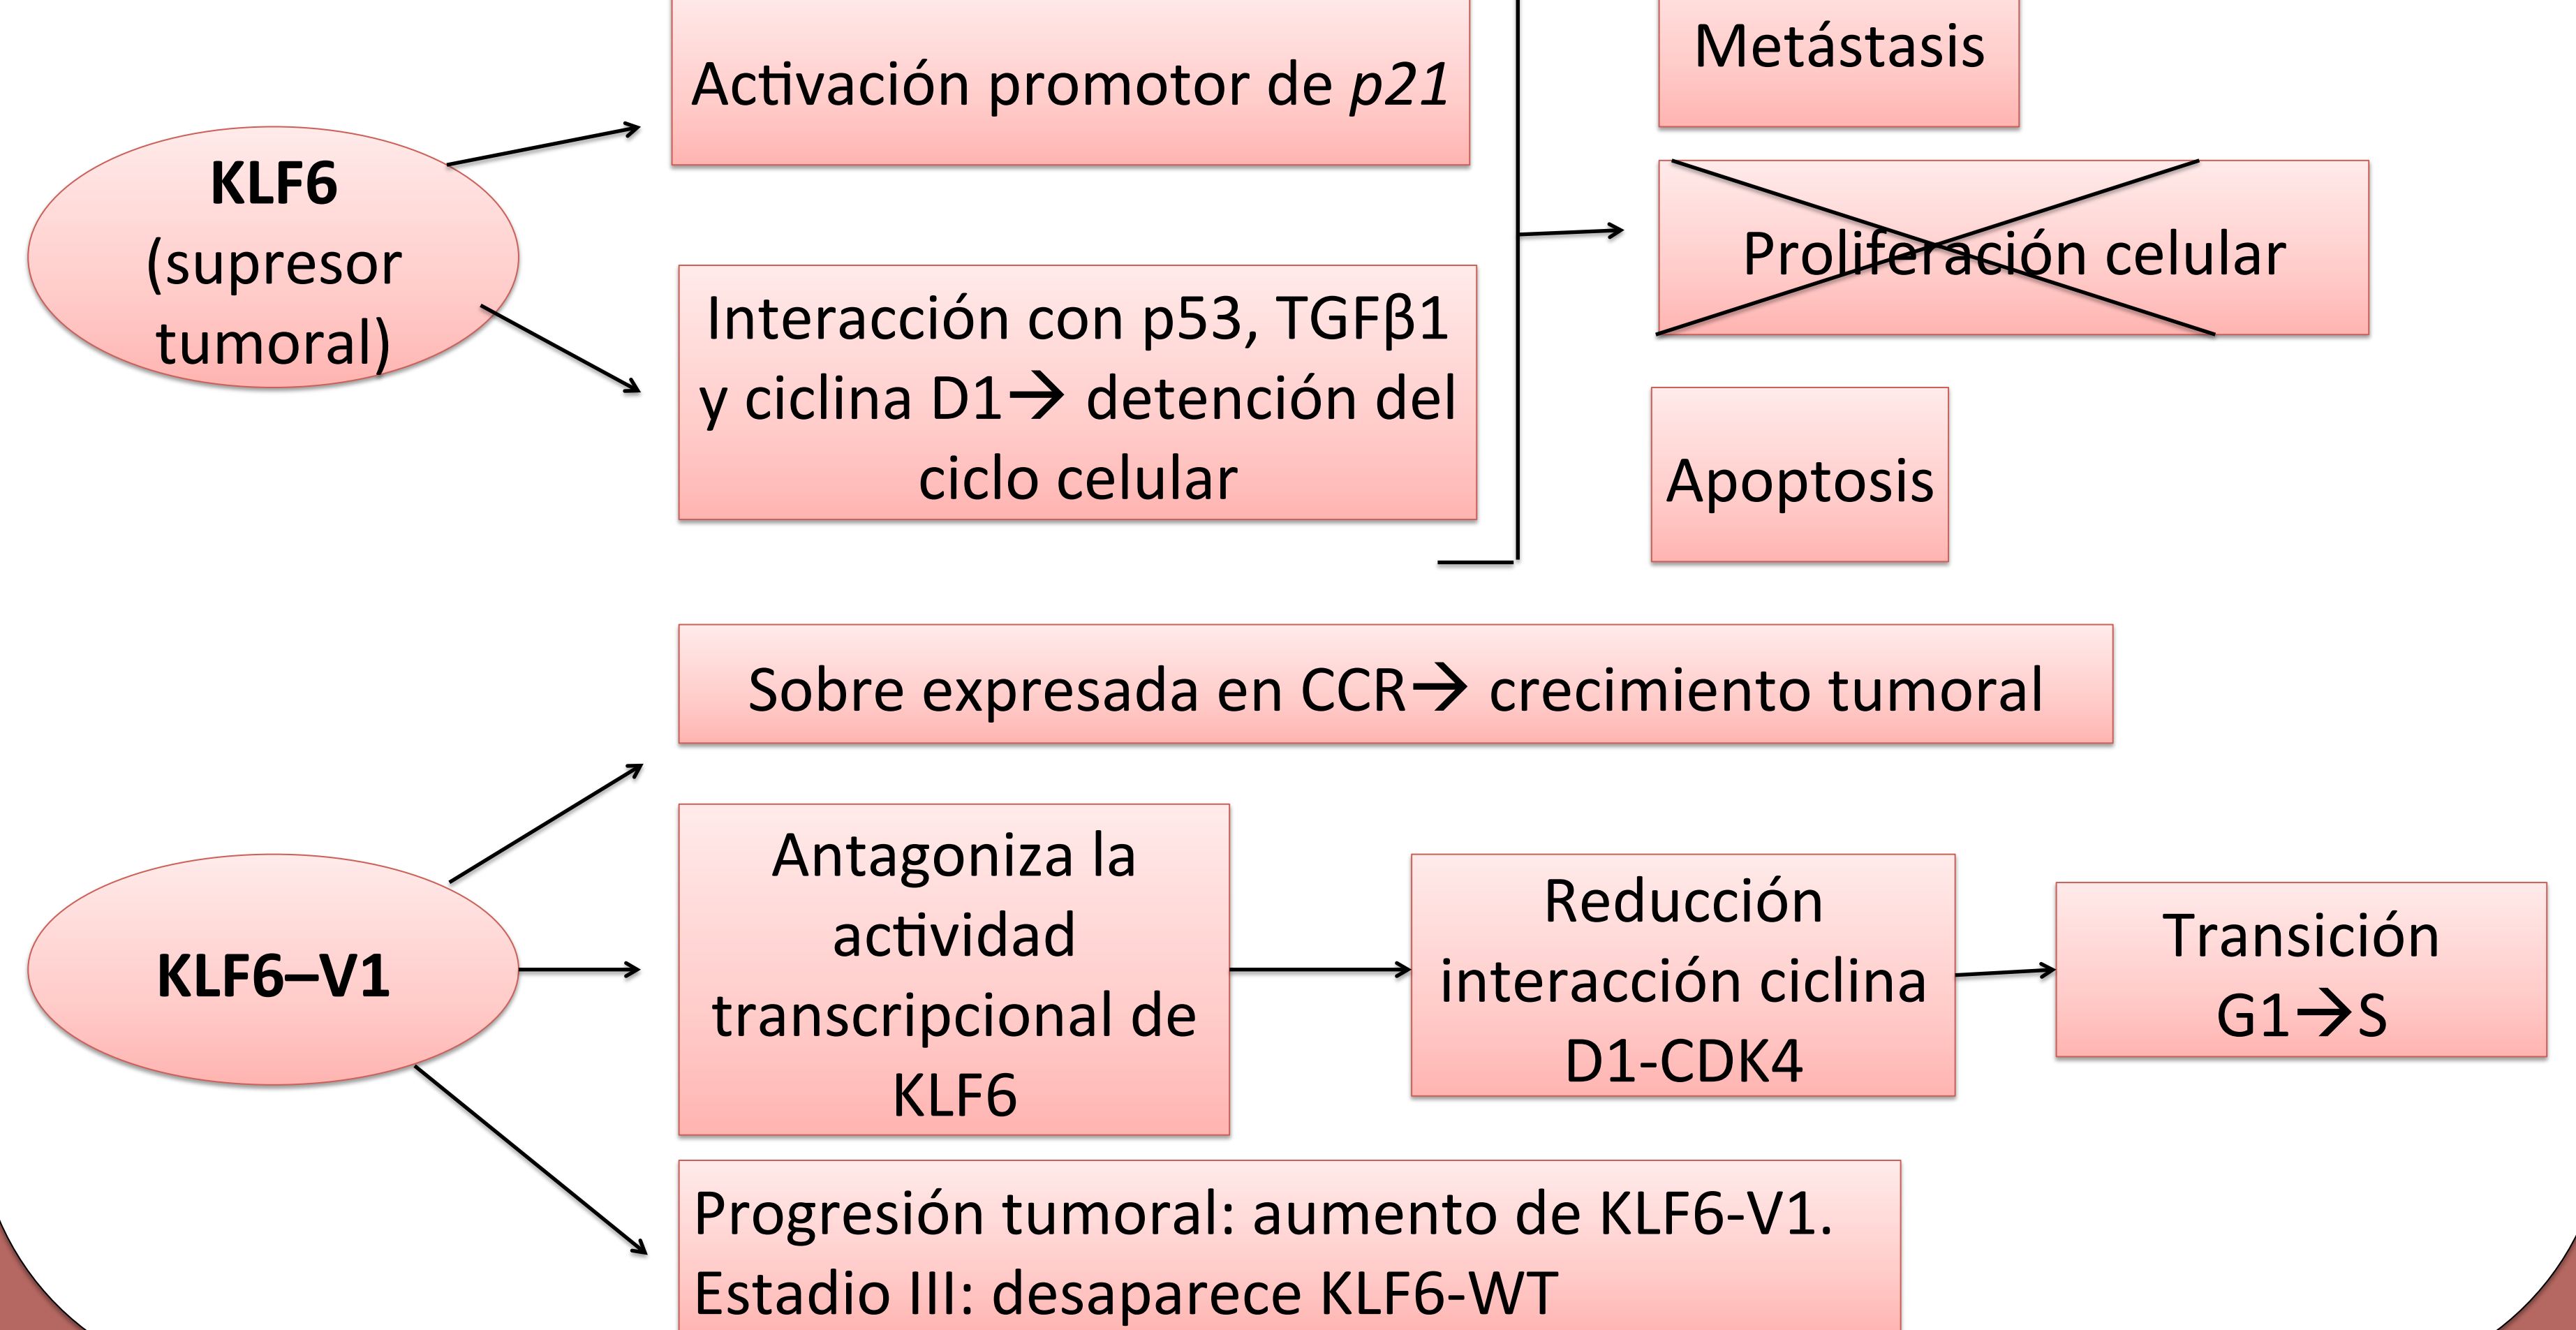 Activación promotor de p21
Metástasis
KLF6
(supresor
tumoral)
Proliferación celular
Interacción con p53, TGFβ1
y ciclina D1→ detención del
ciclo celular
Apoptosis
Sobre expresada en CCR→ crecimiento tumoral
KLF6–V1
Antagoniza la
actividad
transcripcional de
KLF6
Reducción
interacción ciclina
D1-CDK4
Transición
G1→S
Progresión tumoral: aumento de KLF6-V1.
Estadio III: desaparece KLF6-WT